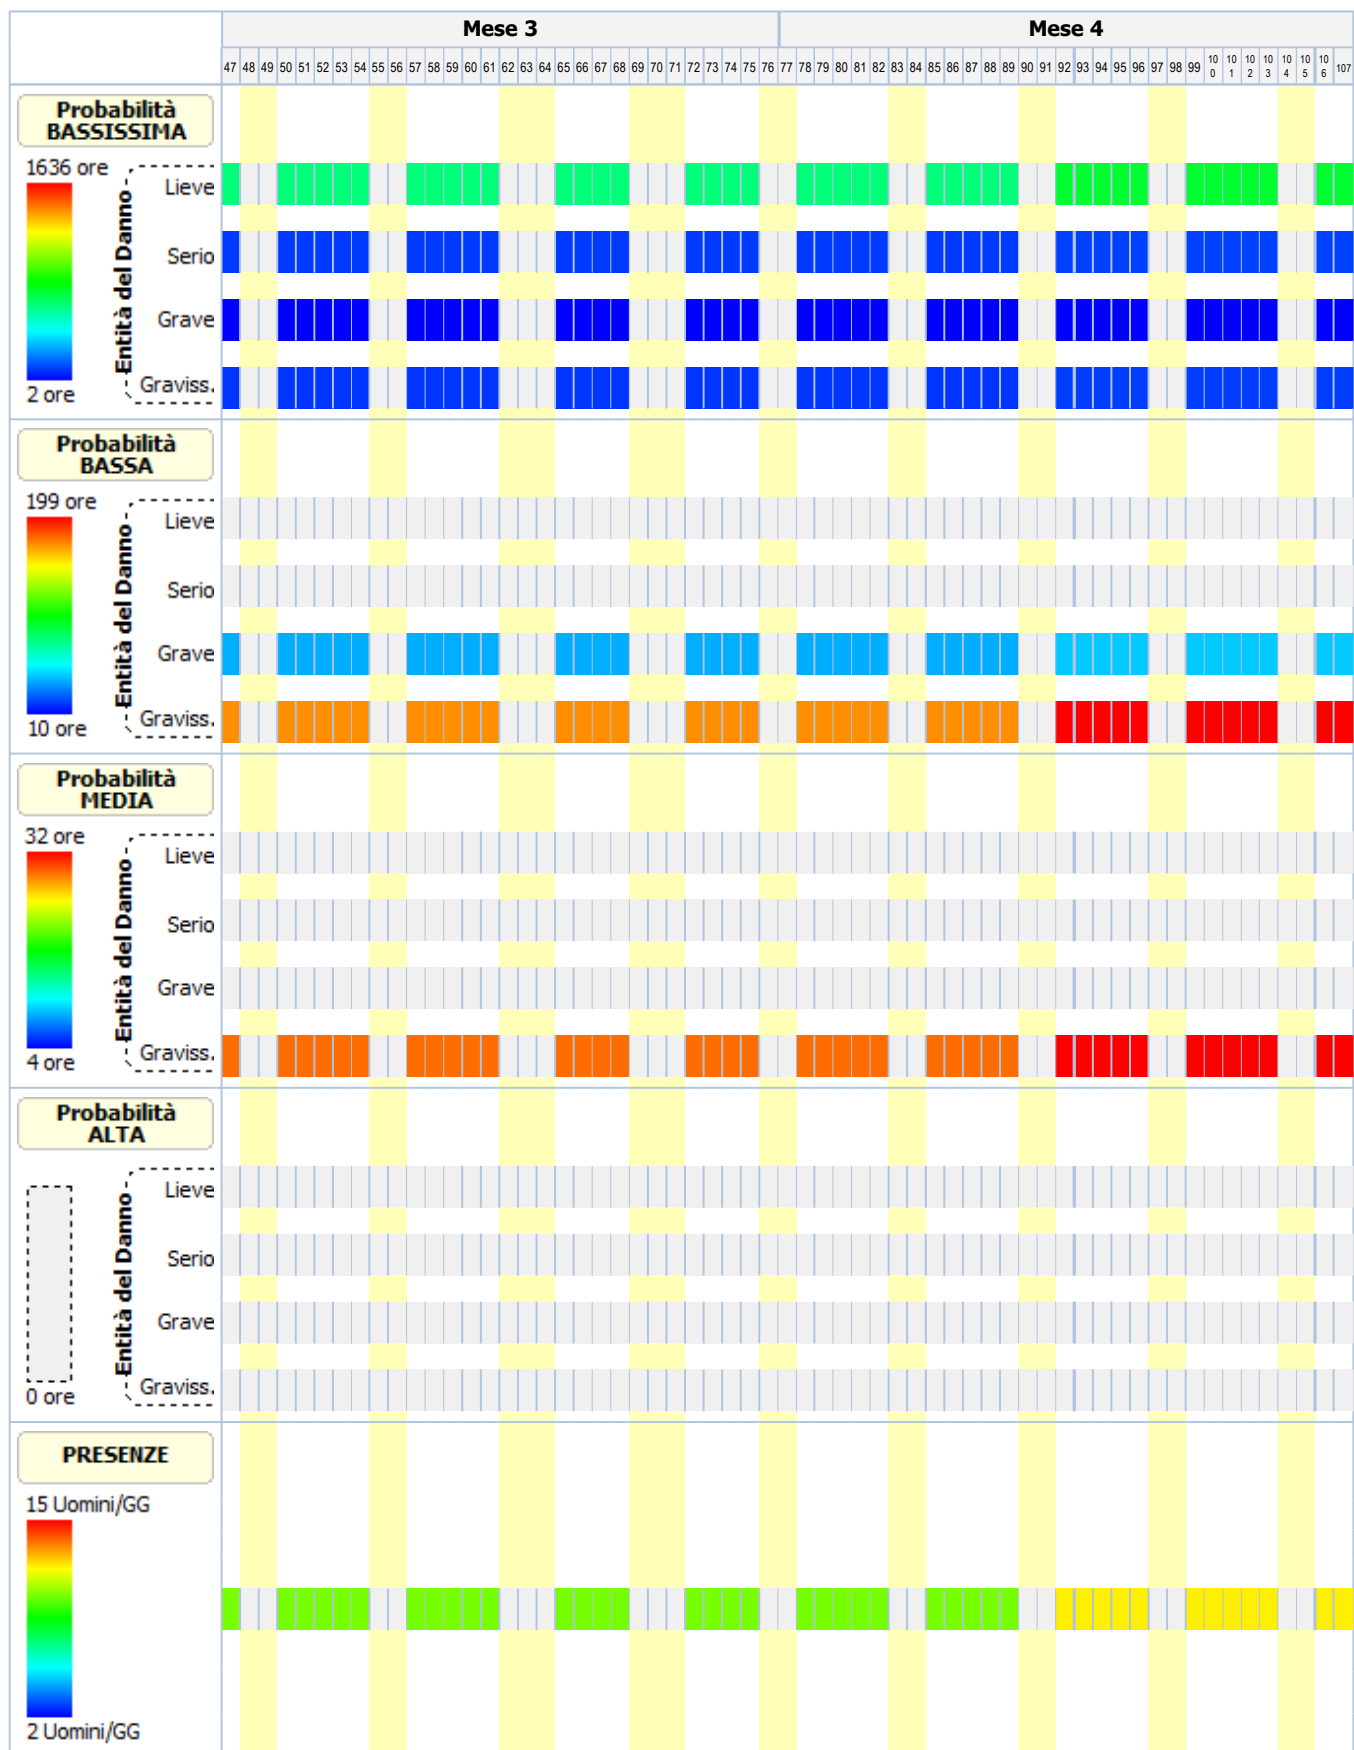 Mese 3 Mese 4
47 48 49 50 51 52 53 54 55 56 57 58 59 60 61 62 63 64 65 66 67 68 69 70 71 72 73 74 75 76 77 78 79 80 81 82 83 84 85 86 87 88 89 90 91 92 93 94 95 96 97 98 99 100 101 102 103 104 105 106 107
Probabilità
BASSISSIMA
1636 ore
Entità del Danno
Lieve
Serio
Grave
Graviss.
2 ore
Probabilità
BASSA
199 ore
Entità del Danno
Lieve
Serio
Grave
Graviss.
10 ore
Probabilità
MEDIA
32 ore
Entità del Danno
Lieve
Serio
Grave
Graviss.
4 ore
Probabilità
ALTA
Entità del Danno
Lieve
Serio
Grave
Graviss.
0 ore
PRESENZE
15 Uomini/GG
2 Uomini/GG